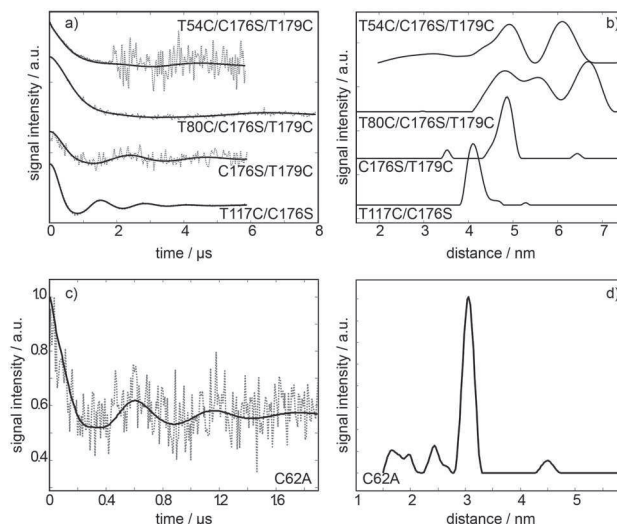 a)
T54C/C176S/T179C
T80C/C176S/T179C
C176S/T179C
T117C/C176S
signal intensity / a.u.
0 2 4 6 8
time / µs
b)
T54C/C176S/T179C
T80C/C176S/T179C
C176S/T179C
T117C/C176S
signal intensity / a.u.
2 3 4 5 6 7
distance / nm
c)
1.0
0.8
0.6
0.4
C62A
signal intensity / a.u.
0 0.4 0.8 1.2 1.6
time / µs
d)
C62A
signal intensity / a.u.
1 2 3 4 5
distance / nm